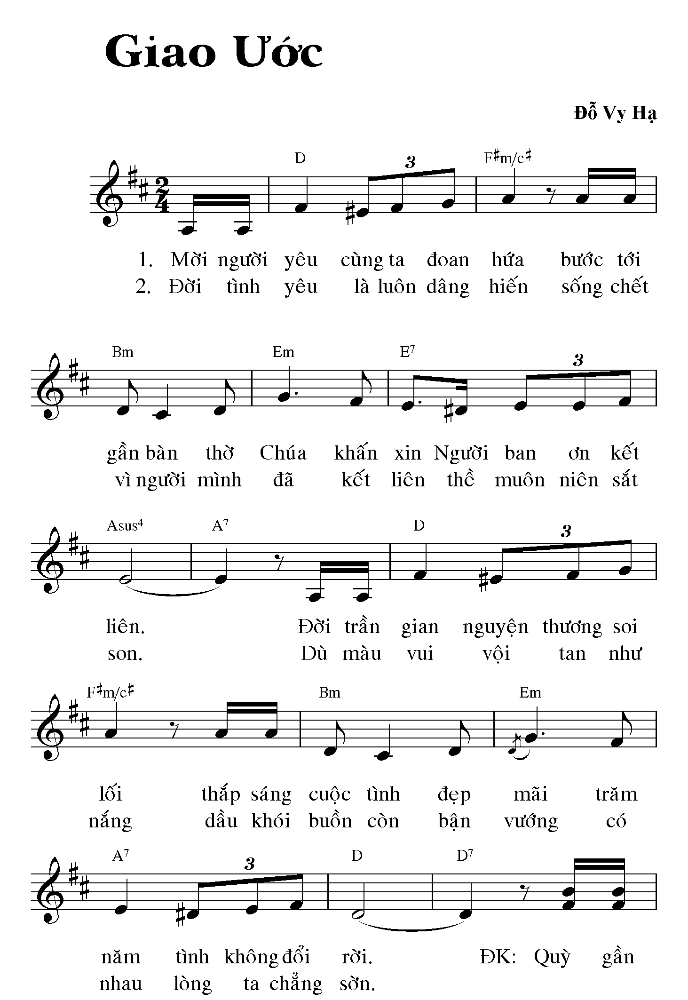 Giao Ước
Đỗ Vy Hạ
D 3 F♯m/c♯
2/4
1. Mời người yêu cùng ta đoan hứa bước tới
2. Đời tình yêu là luôn dâng hiến sống chết
Bm Em E7 3
gần bàn thờ Chúa khấn xin Người ban ơn kết
vì người mình đã kết liên thề muôn niên sắt
Asus4 A7 D 3
liên. Đời trần gian nguyện thương soi
son. Dù màu vui vội tan như
F♯m/c♯ Bm Em
lối thắp sáng cuộc tình đẹp mãi trăm
nắng dầu khói buồn còn bận vướng có
A7 3 D D7
năm tình không đổi rời. ĐK: Quỳ gần
nhau lòng ta chẳng sờn.